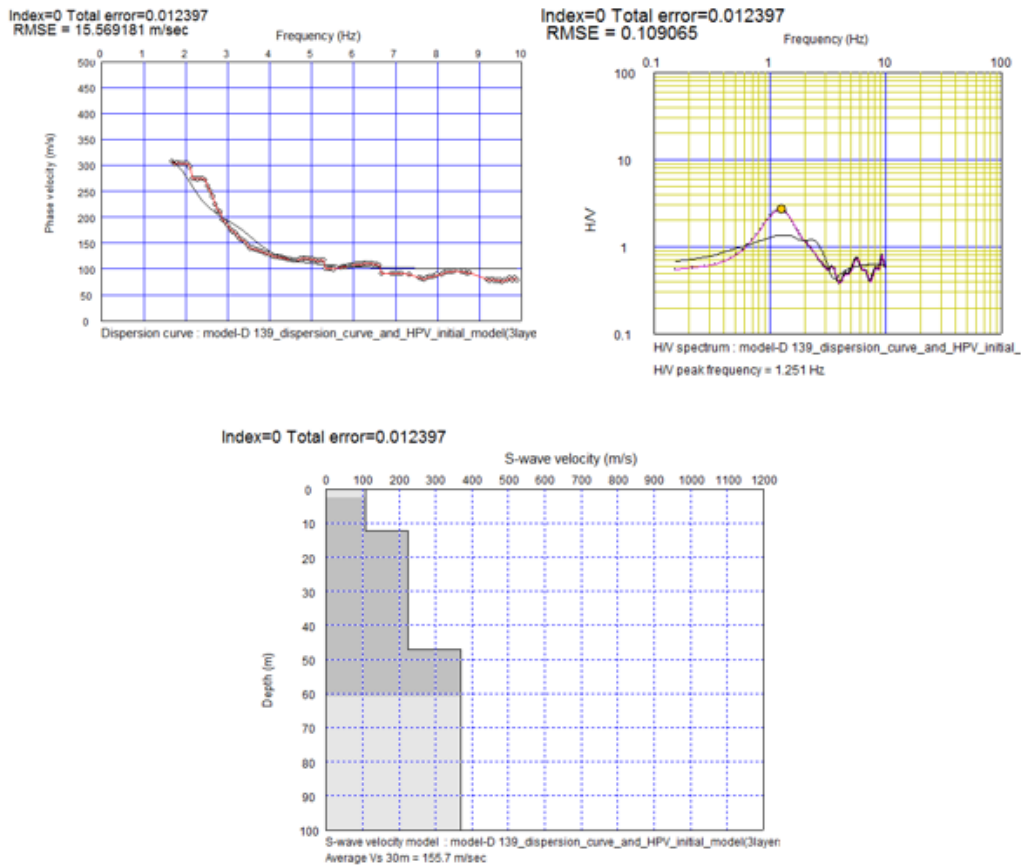 Index=0 Total error=0.012397
RMSE = 15.569181 m/sec
Frequency (Hz)
0 1 2 3 4 5 6 7 8 9 10
500
450
400
350
300
250
200
150
100
50
0
Phase velocity (m/s)
Dispersion curve : model-D 139_dispersion_curve_and_HPV_initial_model(3laye
Index=0 Total error=0.012397
RMSE = 0.109065
Frequency (Hz)
0.1 1 10 100
100
10
1
0.1
H/V
H/V spectrum : model-D 139_dispersion_curve_and_HPV_initial_
H/V peak frequency = 1.251 Hz
Index=0 Total error=0.012397
S-wave velocity (m/s)
0 100 200 300 400 500 600 700 800 900 1000 1100 1200
0
10
20
30
40
50
60
70
80
90
100
Depth (m)
S-wave velocity model : model-D 139_dispersion_curve_and_HPV_initial_model(3layer
Average Vs 30m = 155.7 m/sec